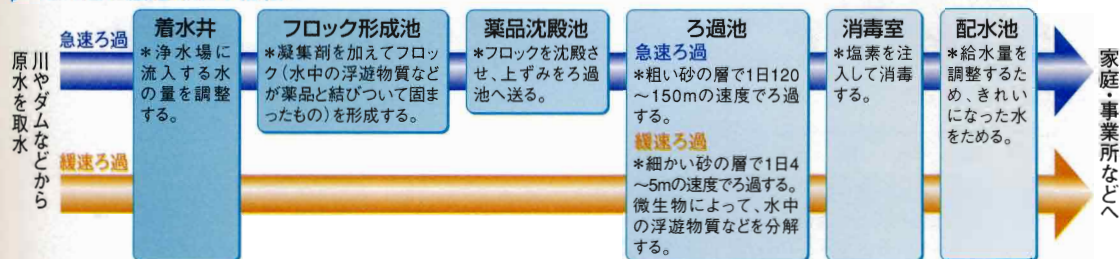 川やダムなどから
原水を取水
急速ろ過
緩速ろ過
着水井
＊浄水場に
流入する水
の量を調整
する。
フロック形成池
＊凝集剤を加えてフロッ
ク(水中の浮遊物質など
が薬品と結びついて固ま
ったもの)を形成する。
薬品沈殿池
＊フロックを沈殿さ
せ、上ずみをろ過
池へ送る。
ろ過池
急速ろ過
＊粗い砂の層で1日120
～150mの速度でろ過
する。
緩速ろ過
＊細かい砂の層で1日4
～5mの速度でろ過する。
微生物によって、水中
の浮遊物質などを分解
する。
消毒室
＊塩素を注
入して消毒
する。
配水池
＊給水量を
調整するた
め、きれい
になった水
をためる。
家庭・事業所などへ